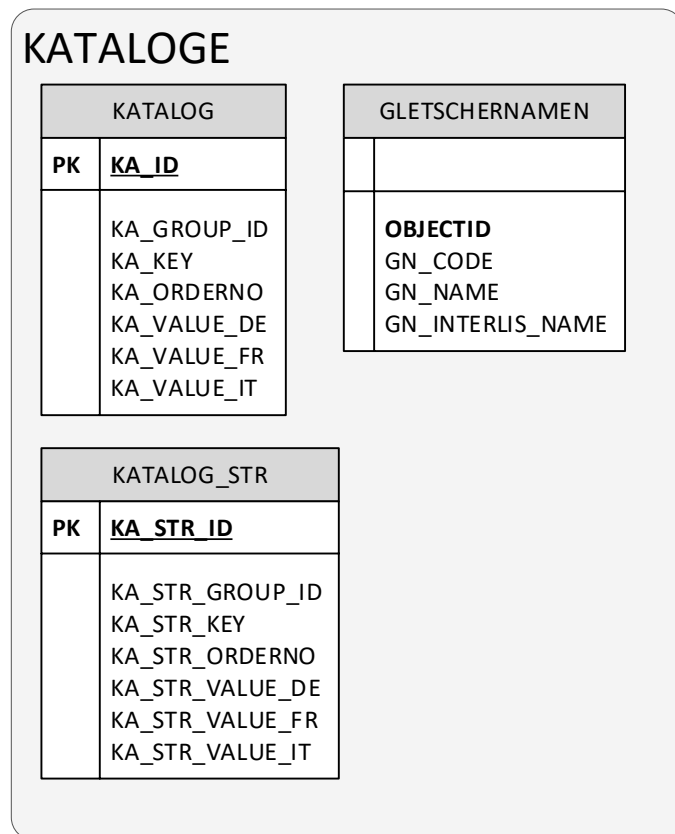 KATALOGE
KATALOG
PK KA_ID
KA_GROUP_ID
KA_KEY
KA_ORDERNO
KA_VALUE_DE
KA_VALUE_FR
KA_VALUE_IT
GLETSCHERNAMEN
OBJECTID
GN_CODE
GN_NAME
GN_INTERLIS_NAME
KATALOG_STR
PK KA_STR_ID
KA_STR_GROUP_ID
KA_STR_KEY
KA_STR_ORDERNO
KA_STR_VALUE_DE
KA_STR_VALUE_FR
KA_STR_VALUE_IT